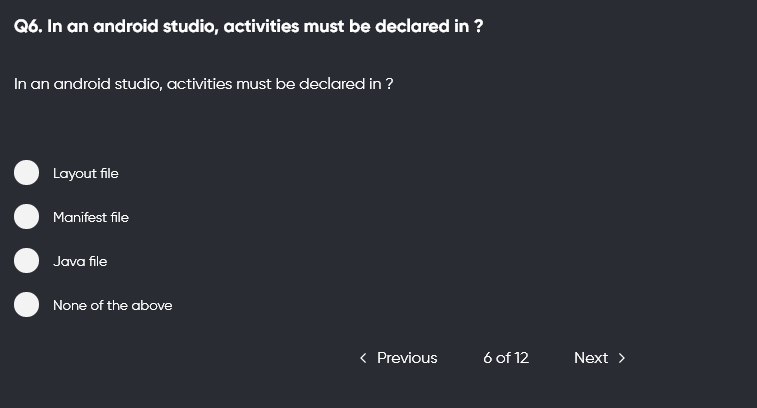 Q6. In an android studio, activities must be declared in ?
In an android studio, activities must be declared in ?
Layout file
Manifest file
Java file
None of the above
< Previous 6 of 12 Next >